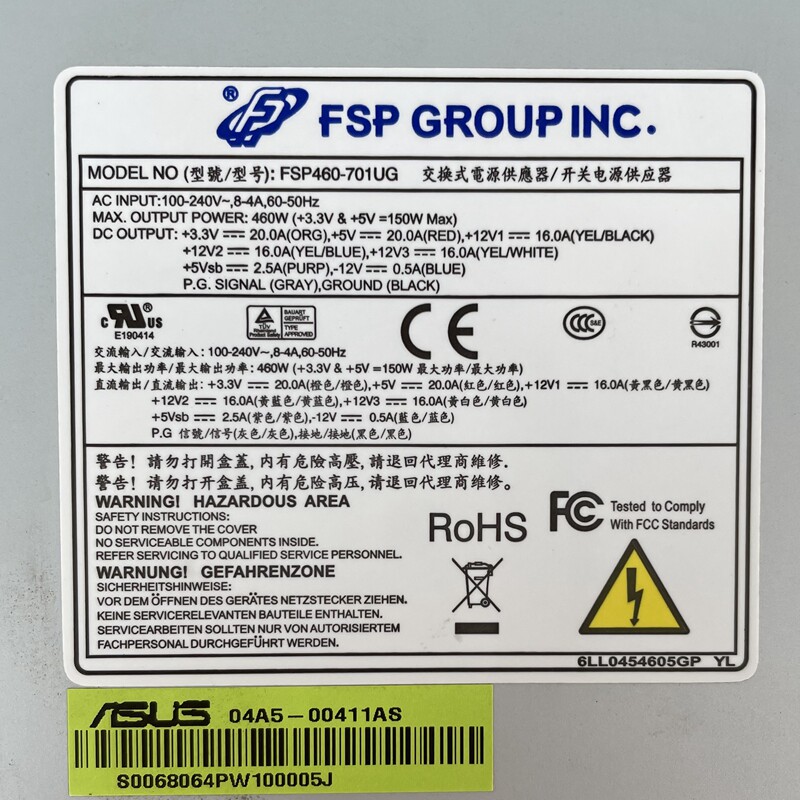 ® FSP GROUP INC.
MODEL NO (型號/型号): FSP460-701UG 交換式電源供應器/开关电源供应器
AC INPUT:100-240V~,8-4A,60-50Hz
MAX. OUTPUT POWER: 460W (+3.3V & +5V =150W Max)
DC OUTPUT: +3.3V ⎓ 20.0A(ORG),+5V ⎓ 20.0A(RED),+12V1 ⎓ 16.0A(YEL/BLACK)
+12V2 ⎓ 16.0A(YEL/BLUE),+12V3 ⎓ 16.0A(YEL/WHITE)
+5Vsb ⎓ 2.5A(PURP),-12V ⎓ 0.5A(BLUE)
P.G. SIGNAL (GRAY),GROUND (BLACK)
c RU® US
E190414
TÜV
Rheinland
Product Safety
BAUART
GEPRÜFT
TYPE
APPROVED
CE
CCC S&E
R43001
交流輸入/交流输入: 100-240V~,8-4A,60-50Hz
最大輸出功率/最大输出功率: 460W (+3.3V & +5V =150W 最大功率/最大功率)
直流輸出/直流输出: +3.3V ⎓ 20.0A(橙色/橙色),+5V ⎓ 20.0A(紅色/红色),+12V1 ⎓ 16.0A(黃黑色/黄黑色)
+12V2 ⎓ 16.0A(黃藍色/黄蓝色),+12V3 ⎓ 16.0A(黃白色/黄白色)
+5Vsb ⎓ 2.5A(紫色/紫色),-12V ⎓ 0.5A(藍色/蓝色)
P.G 信號/信号(灰色/灰色),接地/接地(黑色/黑色)
警告! 請勿打開盒蓋, 内有危險高壓, 請退回代理商維修.
警告! 请勿打开盒盖, 内有危险高压, 请退回代理商维修。
WARNING! HAZARDOUS AREA
SAFETY INSTRUCTIONS:
DO NOT REMOVE THE COVER
NO SERVICEABLE COMPONENTS INSIDE.
REFER SERVICING TO QUALIFIED SERVICE PERSONNEL.
WARNUNG! GEFAHRENZONE
SICHERHEITSHINWEISE:
VOR DEM ÖFFNEN DES GERÄTES NETZSTECKER ZIEHEN.
KEINE SERVICERELEVANTEN BAUTEILE ENTHALTEN.
SERVICEARBEITEN SOLLTEN NUR VON AUTORISIERTEM
FACHPERSONAL DURCHGEFÜHRT WERDEN.
RoHS
FC Tested to Comply
With FCC Standards
6LL0454605GP YL
ASUS 04A5-00411AS
S0068064PW100005J